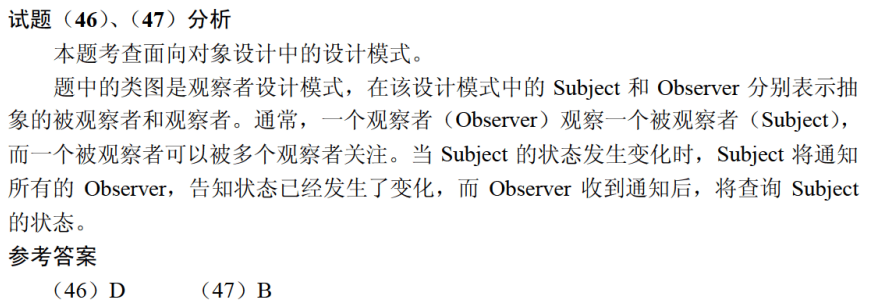 试题（46）、（47）分析
本题考查面向对象设计中的设计模式。
题中的类图是观察者设计模式，在该设计模式中的 Subject 和 Observer 分别表示抽
象的被观察者和观察者。通常，一个观察者（Observer）观察一个被观察者（Subject），
而一个被观察者可以被多个观察者关注。当 Subject 的状态发生变化时，Subject 将通知
所有的 Observer，告知状态已经发生了变化，而 Observer 收到通知后，将查询 Subject
的状态。
参考答案
（46）D （47）B